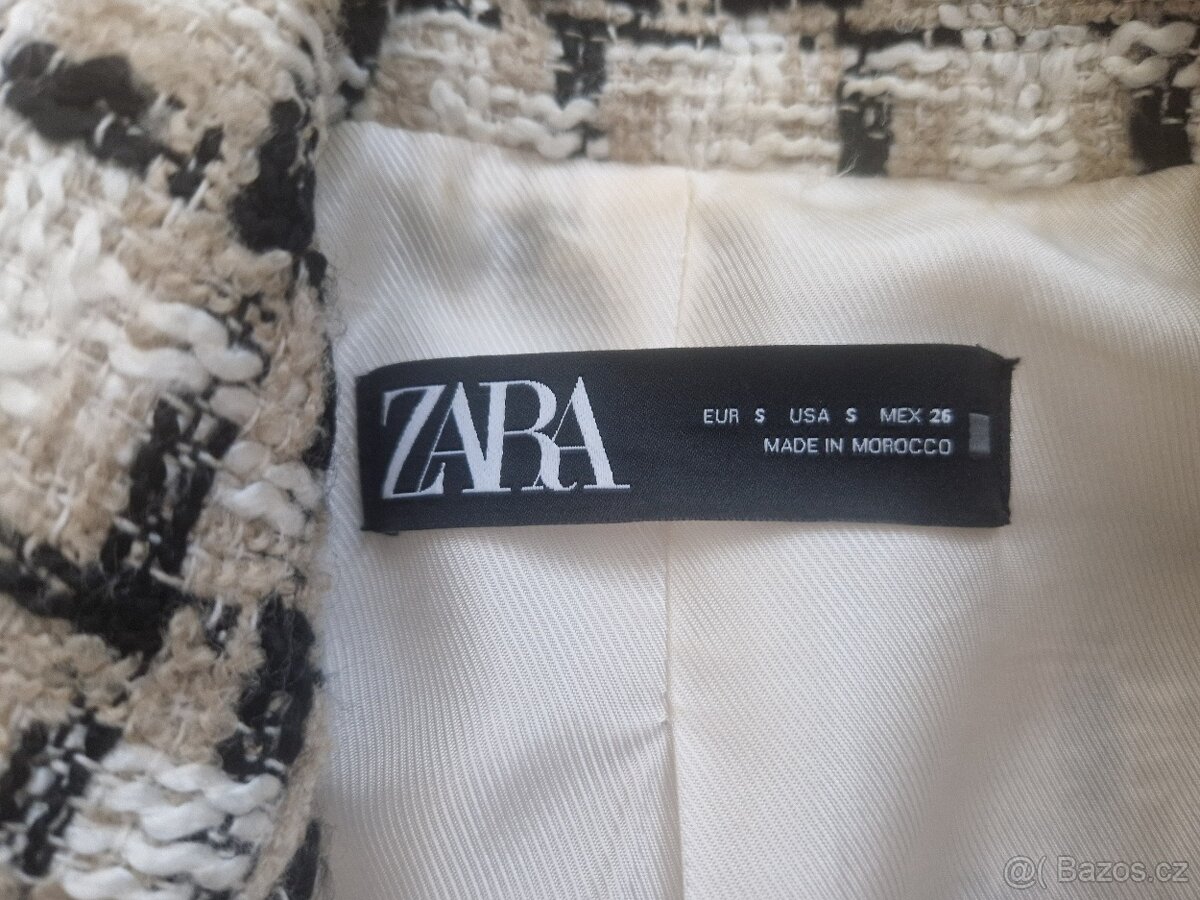 ZARA
EUR S USA S MEX 26
MADE IN MOROCCO
@( Bazos.cz